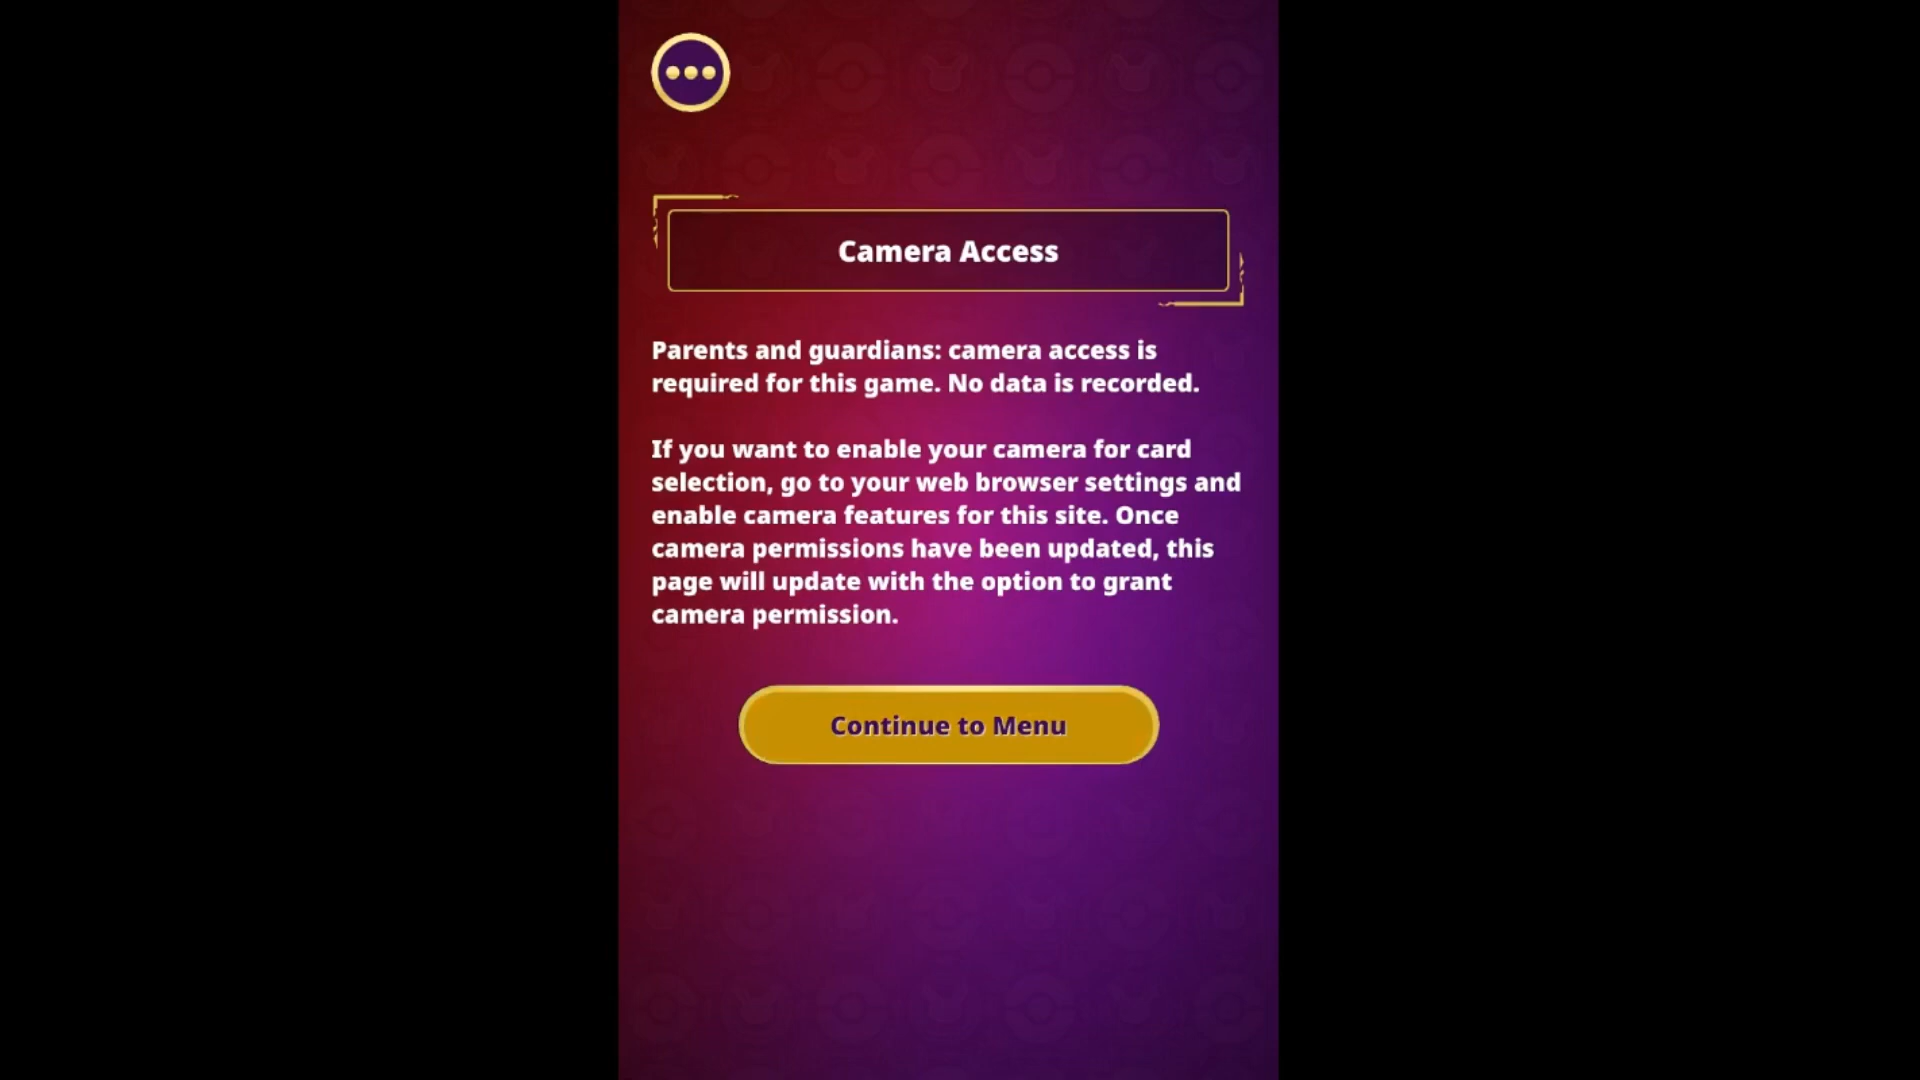 Camera Access
Parents and guardians: camera access is
required for this game. No data is recorded.
If you want to enable your camera for card
selection, go to your web browser settings and
enable camera features for this site. Once
camera permissions have been updated, this
page will update with the option to grant
camera permission.
Continue to Menu